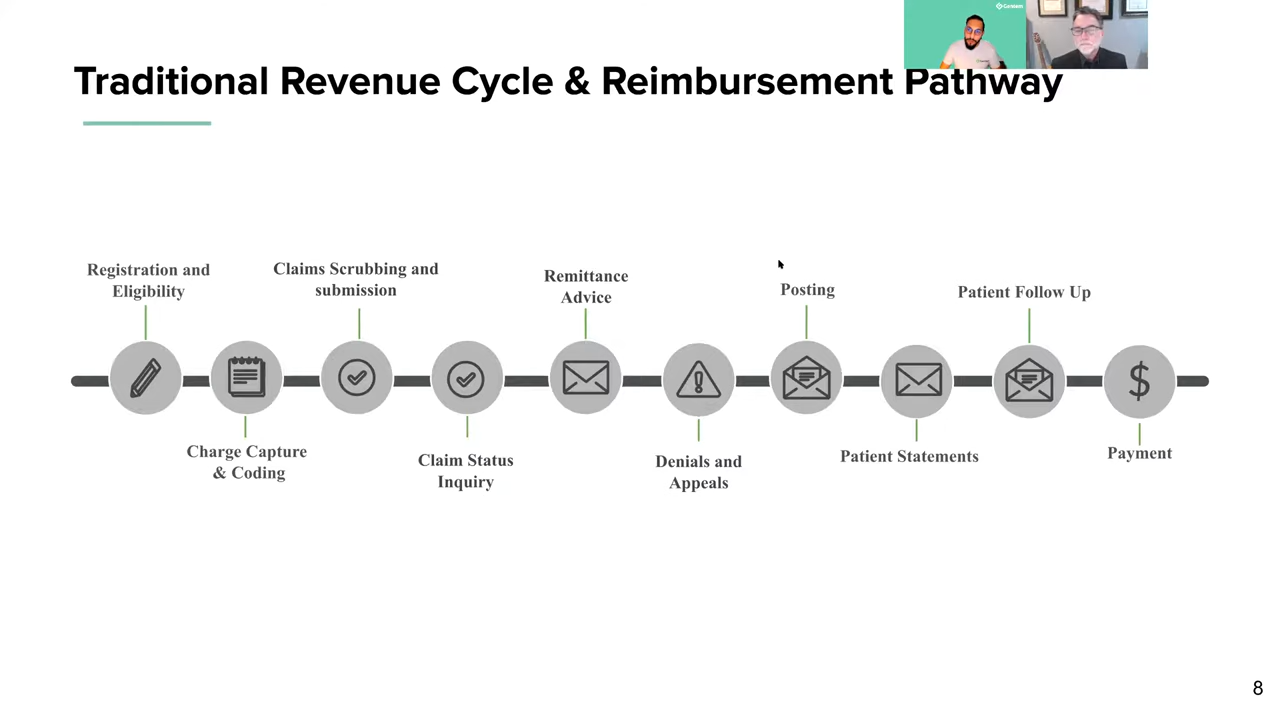 Gentem
Traditional Revenue Cycle & Reimbursement Pathway
Registration and
Eligibility
Claims Scrubbing and
submission
Remittance
Advice
Posting
Patient Follow Up
$
Charge Capture
& Coding
Claim Status
Inquiry
Denials and
Appeals
Patient Statements
Payment
8